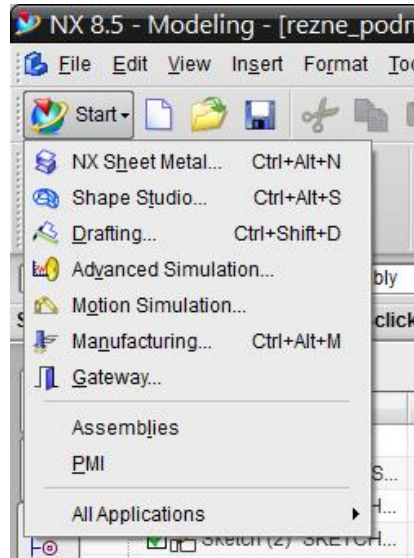 NX 8.5 - Modeling - [rezne_podn
File Edit View Insert Format Too
Start
NX Sheet Metal... Ctrl+Alt+N
Shape Studio... Ctrl+Alt+S
Drafting... Ctrl+Shift+D
Advanced Simulation...
bly
Motion Simulation...
click
Manufacturing... Ctrl+Alt+M
Gateway...
Assemblies
PMI
S...
All Applications
H...
Sketch (2) SKETCH...